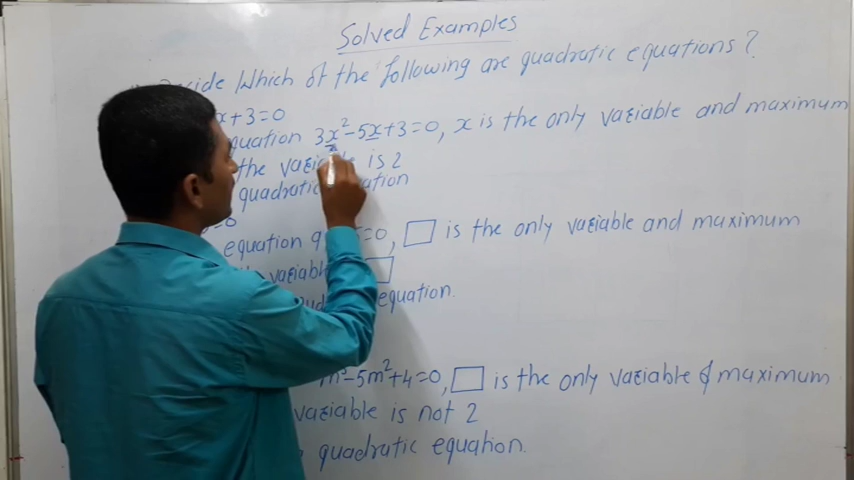 Solved Examples
Which of the following are quadratic equations ?
x+3=0
equation 3x²-5x+3=0, x is the only variable and maximum
the variable is 2
quadratic equation
=0
equation =0, □ is the only variable and maximum
variable □
equation.
m³-5m²+4=0, □ is the only variable & maximum
variable is not 2
quadratic equation.